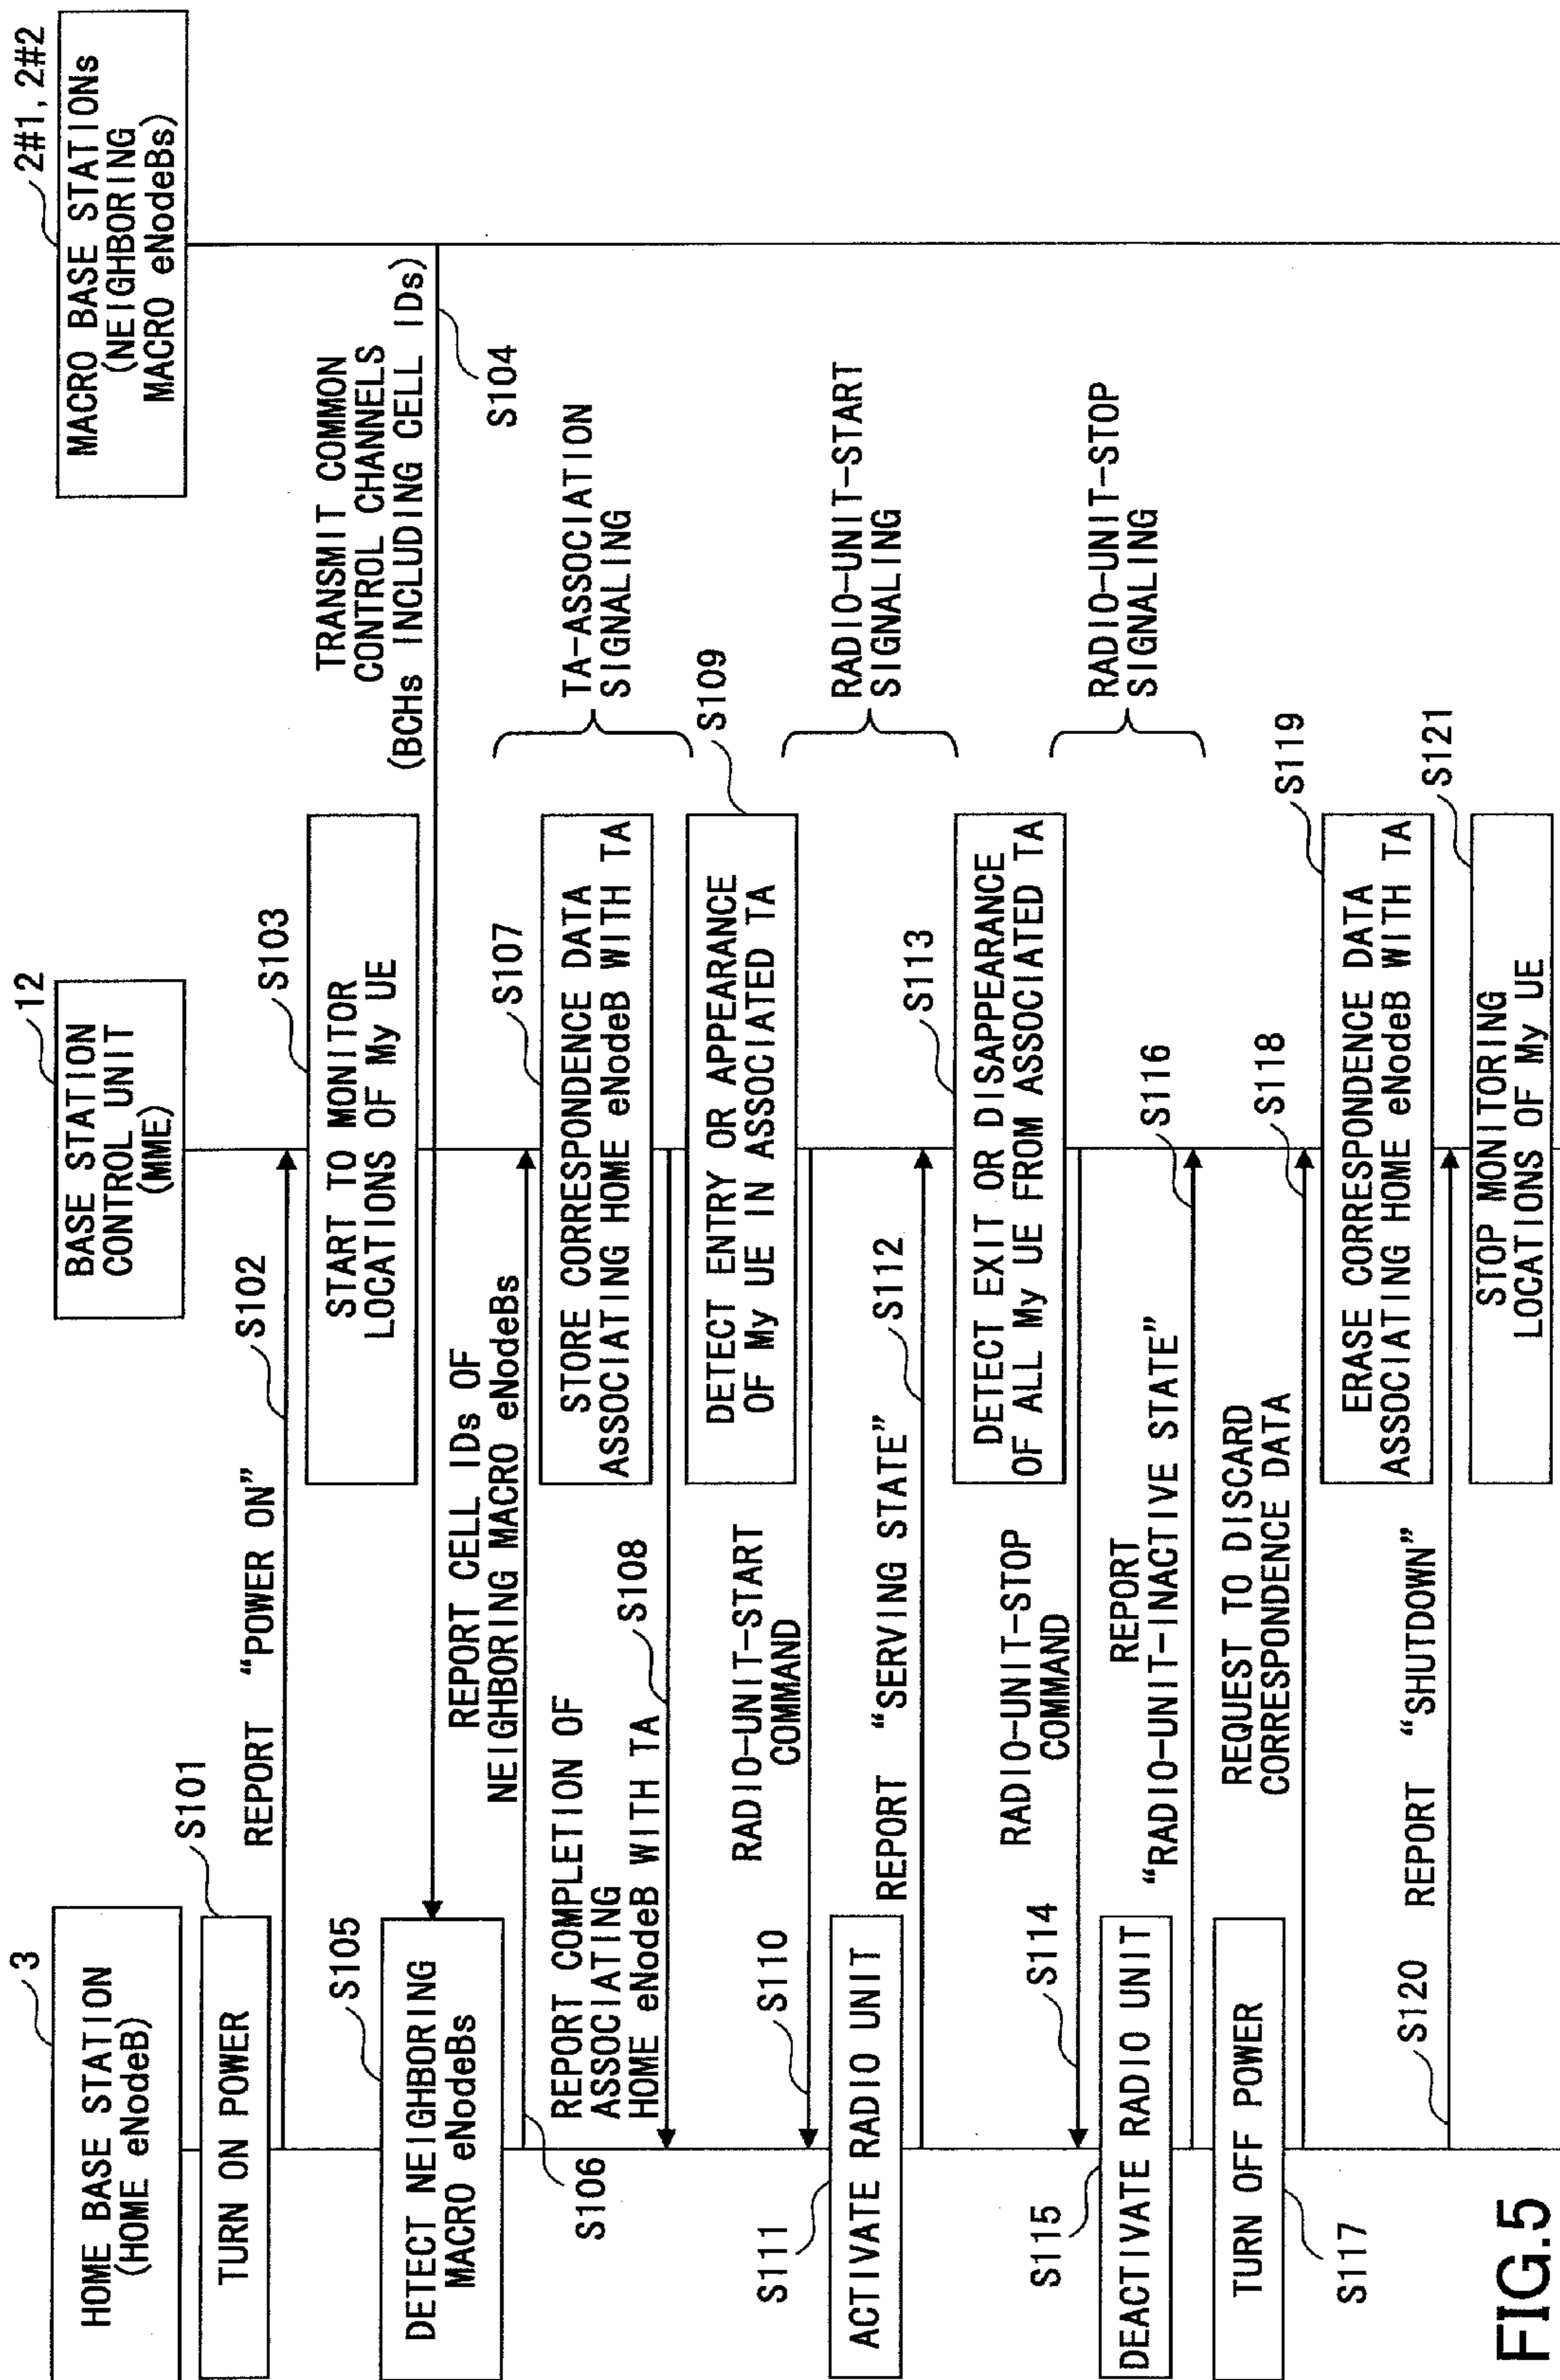 3
HOME BASE STATION
(HOME eNodeB)
12
BASE STATION
CONTROL UNIT
(MME)
2#1, 2#2
MACRO BASE STATIONs
(NEIGHBORING
MACRO eNodeBs)
S101
TURN ON POWER
REPORT "POWER ON"
S102
S103
START TO MONITOR
LOCATIONS OF My UE
TRANSMIT COMMON
CONTROL CHANNELS
(BCHs INCLUDING CELL IDs)
S104
S105
DETECT NEIGHBORING
MACRO eNodeBs
REPORT CELL IDs OF
NEIGHBORING MACRO eNodeBs
S106
S107
STORE CORRESPONDENCE DATA
ASSOCIATING HOME eNodeB WITH TA
TA-ASSOCIATION
SIGNALING
REPORT COMPLETION OF
ASSOCIATING
HOME eNodeB WITH TA
S108
S109
DETECT ENTRY OR APPEARANCE
OF My UE IN ASSOCIATED TA
RADIO-UNIT-START
COMMAND
S110
S111
ACTIVATE RADIO UNIT
RADIO-UNIT-START
SIGNALING
REPORT "SERVING STATE"
S112
S113
DETECT EXIT OR DISAPPEARANCE
OF ALL My UE FROM ASSOCIATED TA
RADIO-UNIT-STOP
COMMAND
S114
S115
DEACTIVATE RADIO UNIT
RADIO-UNIT-STOP
SIGNALING
REPORT
"RADIO-UNIT-INACTIVE STATE"
S116
TURN OFF POWER
S117
REQUEST TO DISCARD
CORRESPONDENCE DATA
S118
S119
ERASE CORRESPONDENCE DATA
ASSOCIATING HOME eNodeB WITH TA
S120
REPORT "SHUTDOWN"
S121
STOP MONITORING
LOCATIONS OF My UE
FIG.5